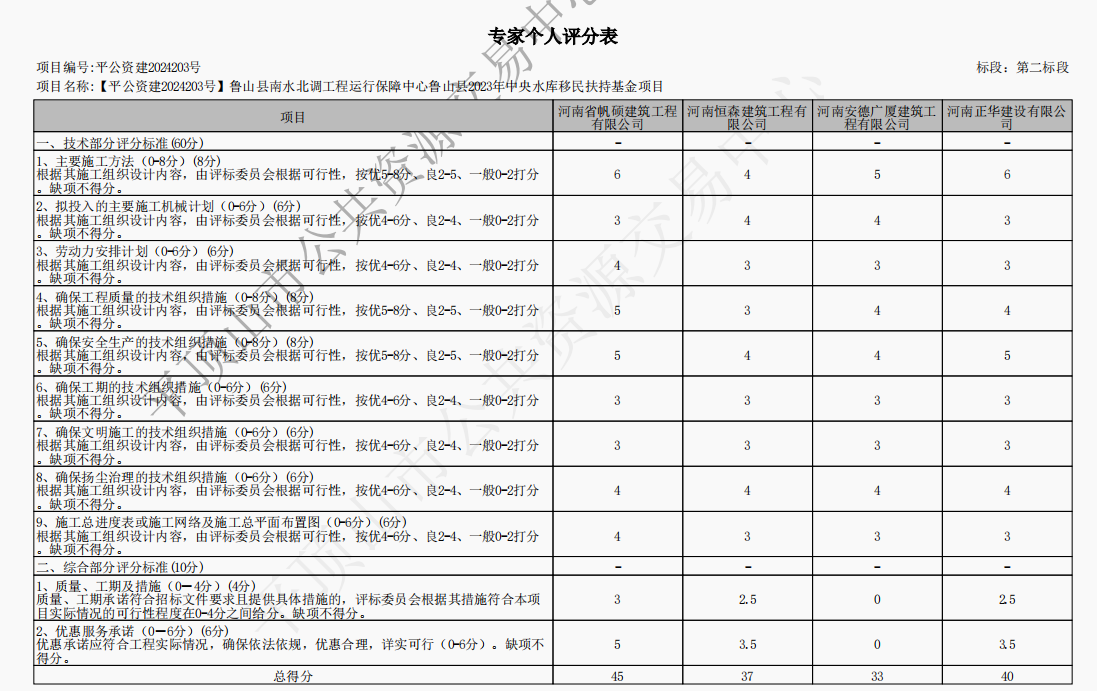 专家个人评分表
项目编号:平公资建2024203号 标段：第二标段
项目名称:【平公资建2024203号】鲁山县南水北调工程运行保障中心鲁山县2023年中央水库移民扶持基金项目
项目 河南省帆硕建筑工程有限公司 河南恒森建筑工程有限公司 河南安德广厦建筑工程有限公司 河南正华建设有限公司
一、技术部分评分标准(60分) - - - -
1、主要施工方法（0-8分）(8分)
根据其施工组织设计内容，由评标委员会根据可行性，按优5-8分、良2-5、一般0-2打分 6 4 5 6
。缺项不得分。
2、拟投入的主要施工机械计划（0-6分）(6分)
根据其施工组织设计内容，由评标委员会根据可行性，按优4-6分、良2-4、一般0-2打分 3 4 4 3
。缺项不得分。
3、劳动力安排计划（0-6分）(6分)
根据其施工组织设计内容，由评标委员会根据可行性，按优4-6分、良2-4、一般0-2打分 4 3 3 3
。缺项不得分。
4、确保工程质量的技术组织措施（0-8分）(8分)
根据其施工组织设计内容，由评标委员会根据可行性，按优5-8分、良2-5、一般0-2打分 5 3 4 4
。缺项不得分。
5、确保安全生产的技术组织措施（0-8分）(8分)
根据其施工组织设计内容，由评标委员会根据可行性，按优5-8分、良2-5、一般0-2打分 5 4 4 5
。缺项不得分。
6、确保工期的技术组织措施（0-6分）(6分)
根据其施工组织设计内容，由评标委员会根据可行性，按优4-6分、良2-4、一般0-2打分 3 3 3 3
。缺项不得分。
7、确保文明施工的技术组织措施（0-6分）(6分)
根据其施工组织设计内容，由评标委员会根据可行性，按优4-6分、良2-4、一般0-2打分 3 3 3 3
。缺项不得分。
8、确保扬尘治理的技术组织措施（0-6分）(6分)
根据其施工组织设计内容，由评标委员会根据可行性，按优4-6分、良2-4、一般0-2打分 4 4 4 4
。缺项不得分。
9、施工总进度表或施工网络及施工总平面布置图（0-6分）(6分)
根据其施工组织设计内容，由评标委员会根据可行性，按优4-6分、良2-4、一般0-2打分 4 3 3 3
。缺项不得分。
二、综合部分评分标准(10分) - - - -
1、质量、工期及措施（0—4分）(4分)
质量、工期承诺符合招标文件要求且提供具体措施的，评标委员会根据其措施符合本项 3 2.5 0 2.5
目实际情况的可行性程度在0-4分之间给分。缺项不得分。
2、优惠服务承诺（0—6分）(6分)
优惠承诺应符合工程实际情况，确保依法依规，优惠合理，详实可行（0-6分）。缺项不 5 3.5 0 3.5
得分。
总得分 45 37 33 40
平顶山市公共资源交易中心
平顶山市公共资源交易中心